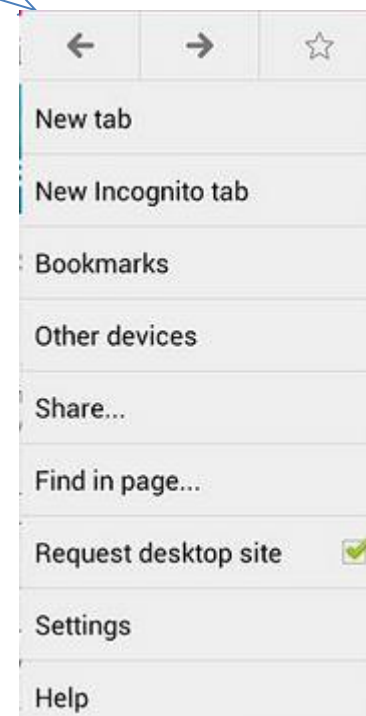 New tab
New Incognito tab
Bookmarks
Other devices
Share...
Find in page...
Request desktop site
Settings
Help